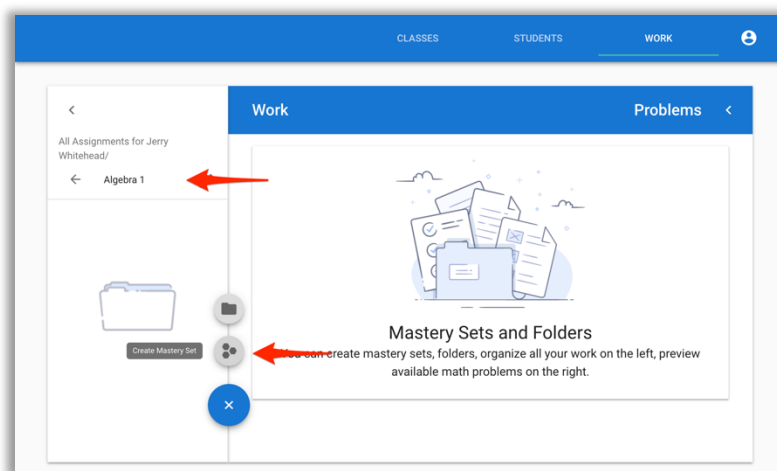 CLASSES
STUDENTS
WORK
Work
Problems
All Assignments for Jerry
Whitehead/
Algebra 1
Create Mastery Set
Mastery Sets and Folders
You can create mastery sets, folders, organize all your work on the left, preview
available math problems on the right.